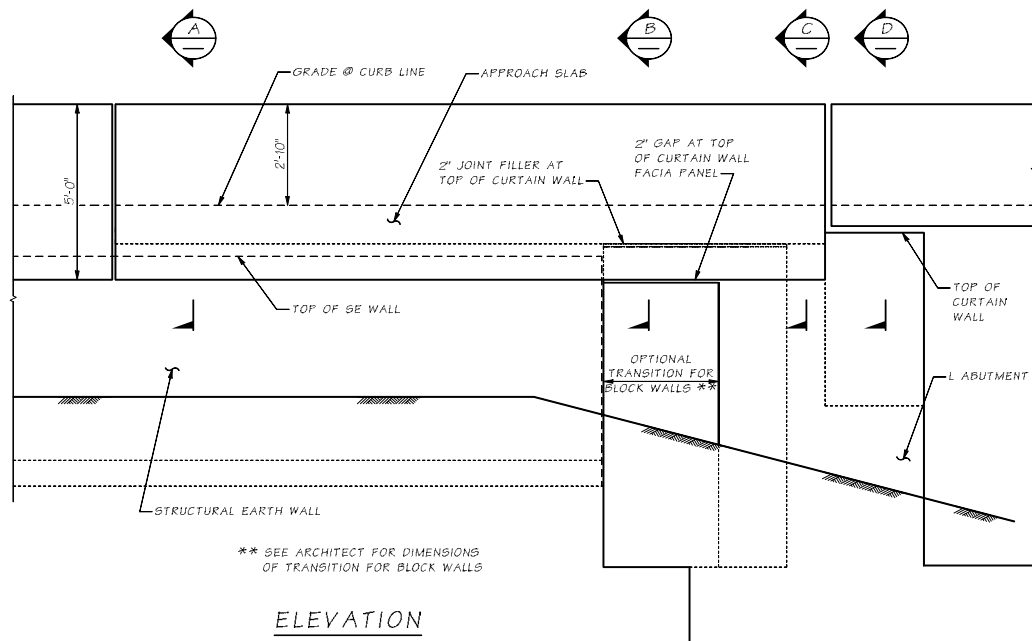 A
B
C
D
GRADE @ CURB LINE
APPROACH SLAB
5'-0"
2'-10"
2" JOINT FILLER AT
TOP OF CURTAIN WALL
2" GAP AT TOP
OF CURTAIN WALL
FACIA PANEL
TOP OF SE WALL
TOP OF
CURTAIN
WALL
OPTIONAL
TRANSITION FOR
BLOCK WALLS **
L ABUTMENT
STRUCTURAL EARTH WALL
** SEE ARCHITECT FOR DIMENSIONS
OF TRANSITION FOR BLOCK WALLS
ELEVATION